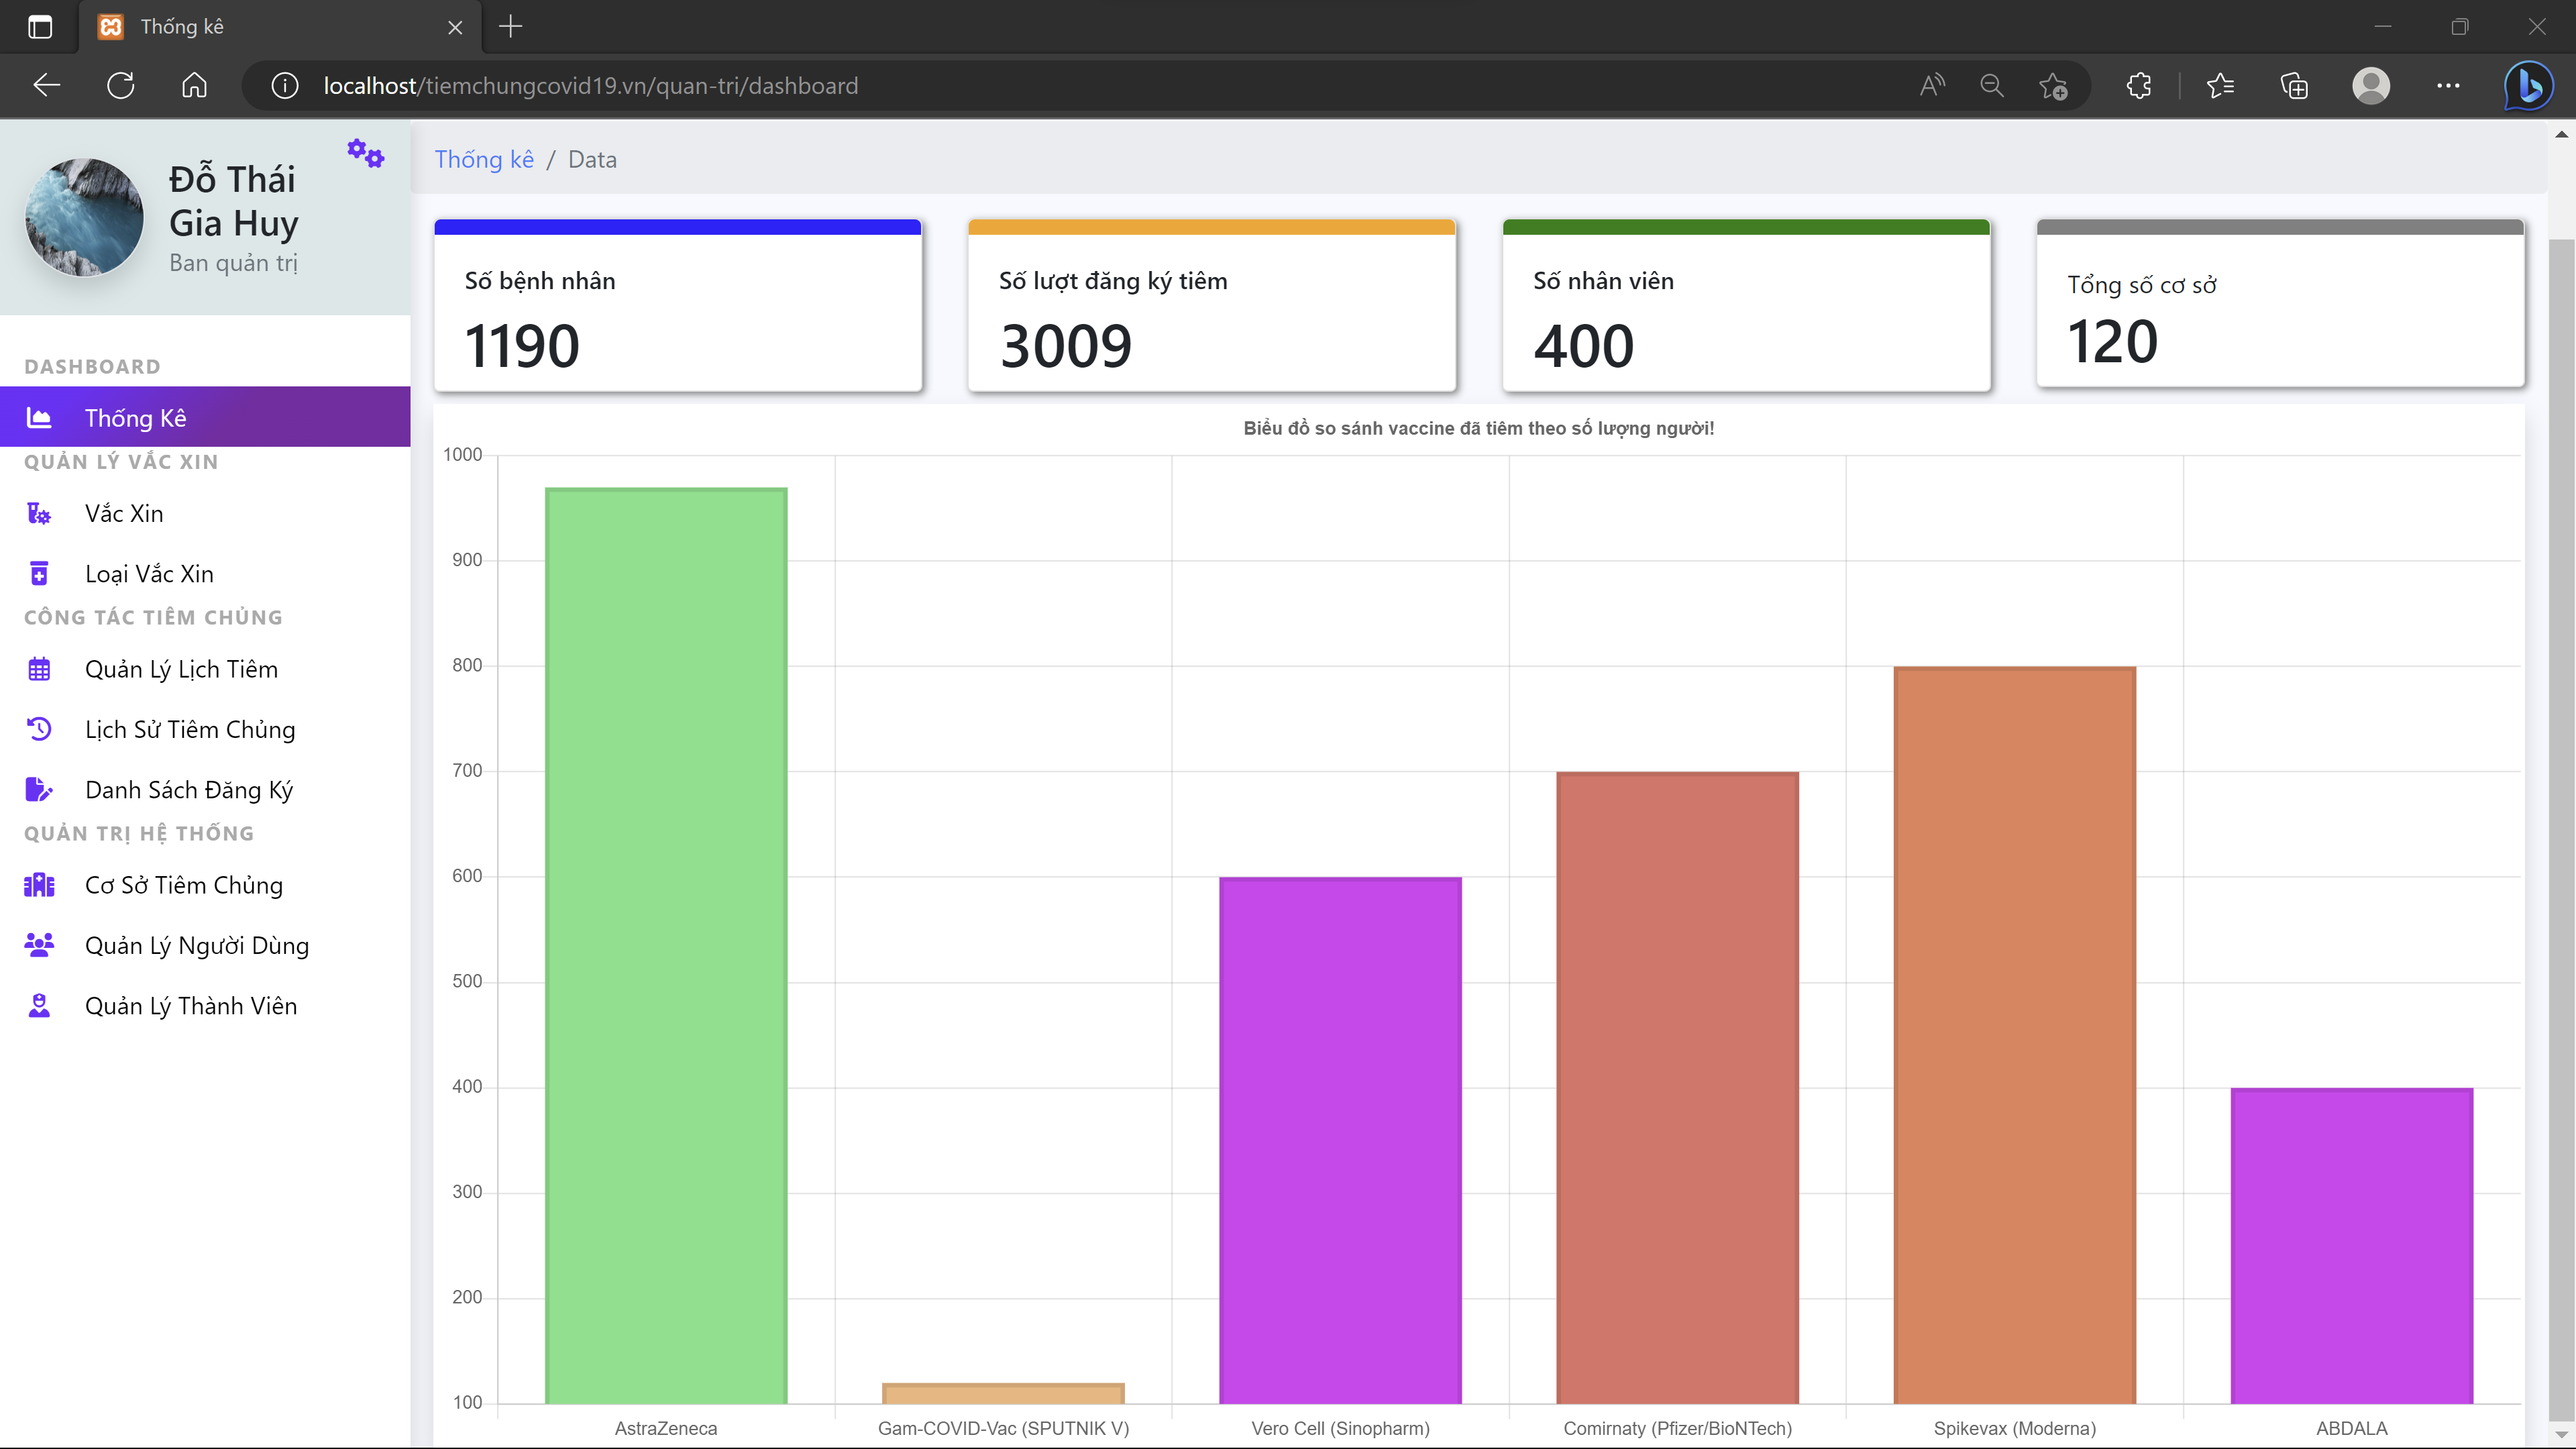 Thống kê
localhost/tiemchungcovid19.vn/quan-tri/dashboard
Đỗ Thái
Gia Huy
Ban quản trị
DASHBOARD
Thống Kê
QUẢN LÝ VẮC XIN
Vắc Xin
Loại Vắc Xin
CÔNG TÁC TIÊM CHỦNG
Quản Lý Lịch Tiêm
Lịch Sử Tiêm Chủng
Danh Sách Đăng Ký
QUẢN TRỊ HỆ THỐNG
Cơ Sở Tiêm Chủng
Quản Lý Người Dùng
Quản Lý Thành Viên
Thống kê / Data
Số bệnh nhân
1190
Số lượt đăng ký tiêm
3009
Số nhân viên
400
Tổng số cơ sở
120
Biểu đồ so sánh vaccine đã tiêm theo số lượng người!
1000
900
800
700
600
500
400
300
200
100
AstraZeneca
Gam-COVID-Vac (SPUTNIK V)
Vero Cell (Sinopharm)
Comirnaty (Pfizer/BioNTech)
Spikevax (Moderna)
ABDALA